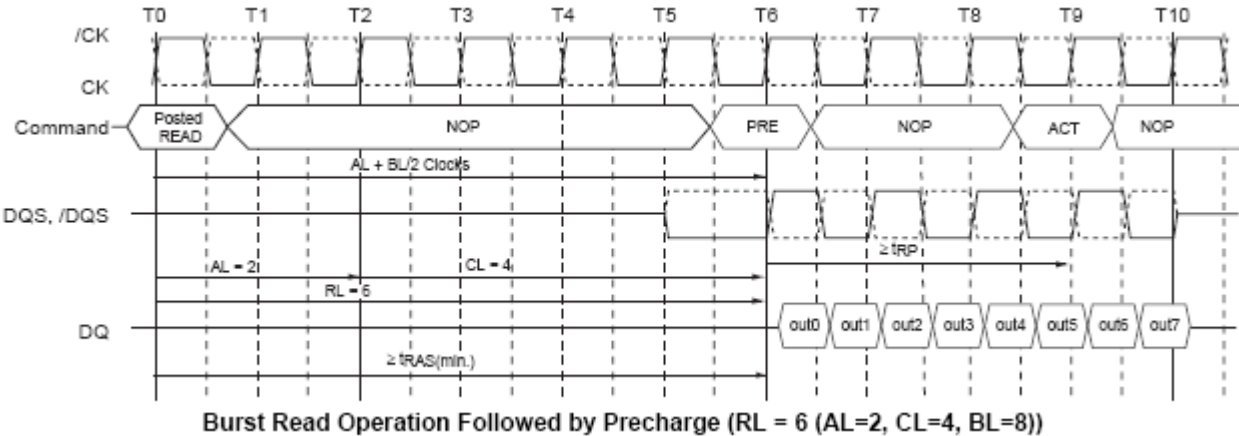 T0 T1 T2 T3 T4 T5 T6 T7 T8 T9 T10
/CK
CK
Command
Posted READ
NOP
PRE
NOP
ACT
NOP
AL + BL/2 Clocks
DQS, /DQS
≥ tRP
AL = 2
CL = 4
RL = 6
DQ
out0 out1 out2 out3 out4 out5 out6 out7
≥ tRAS(min.)
Burst Read Operation Followed by Precharge (RL = 6 (AL=2, CL=4, BL=8))